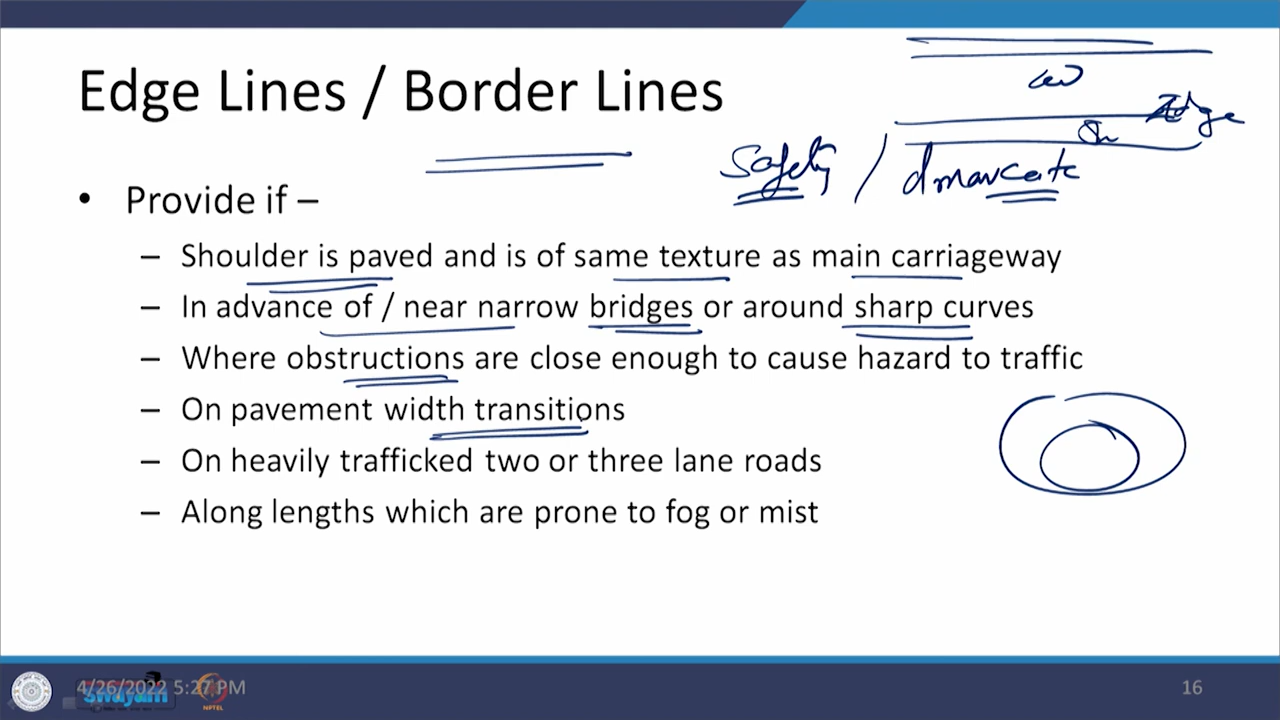 Edge Lines / Border Lines
Edge
Safety / dmarcate
• Provide if –
– Shoulder is paved and is of same texture as main carriageway
– In advance of / near narrow bridges or around sharp curves
– Where obstructions are close enough to cause hazard to traffic
– On pavement width transitions
– On heavily trafficked two or three lane roads
– Along lengths which are prone to fog or mist
4/26/2022 5:27 PM
swayam
NPTEL
16